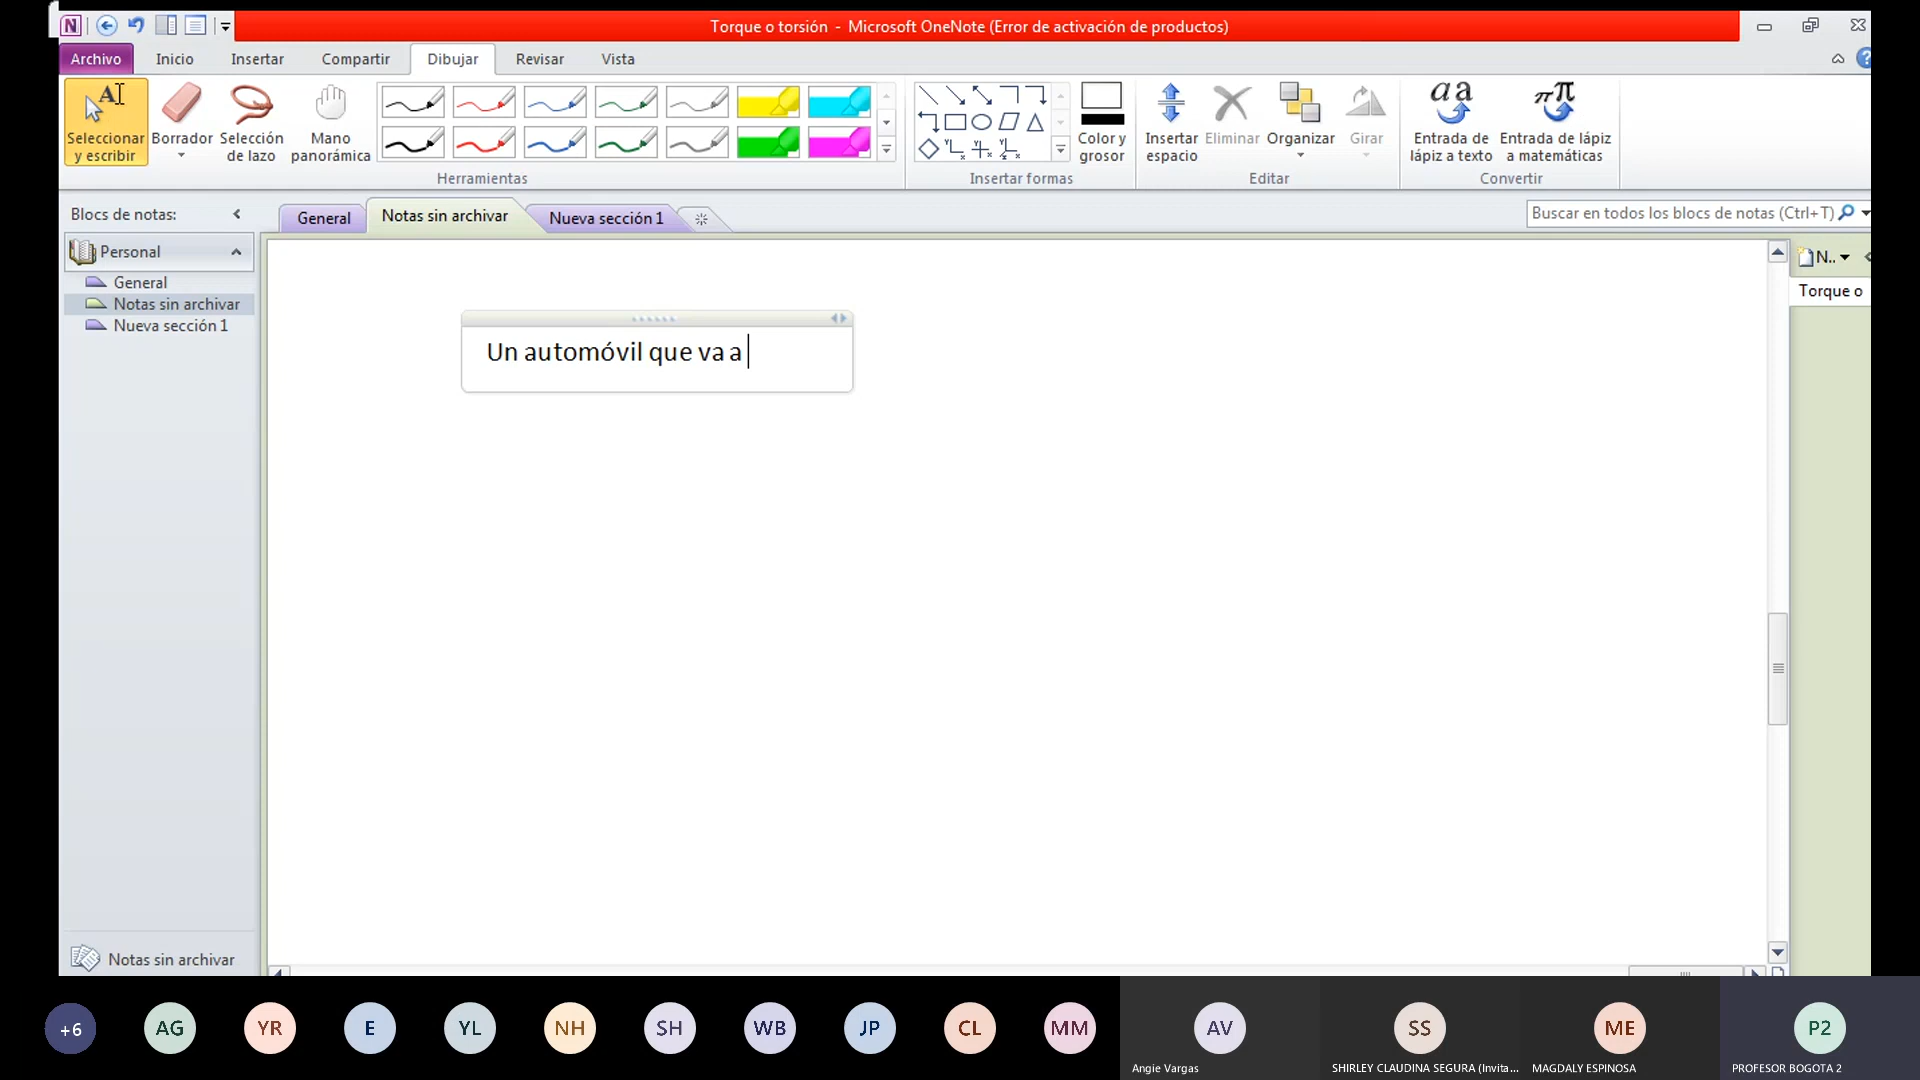 Torque o torsión - Microsoft OneNote (Error de activación de productos)
Archivo Inicio Insertar Compartir Dibujar Revisar Vista
Seleccionar y escribir
Borrador
Selección de lazo
Mano panorámica
Color y grosor
Insertar espacio
Eliminar
Organizar
Girar
Entrada de lápiz a texto
Entrada de lápiz a matemáticas
Herramientas
Insertar formas
Editar
Convertir
Blocs de notas:
General
Notas sin archivar
Nueva sección 1
Buscar en todos los blocs de notas (Ctrl+T)
Personal
General
Notas sin archivar
Nueva sección 1
N..
Torque o
Un automóvil que va a
Notas sin archivar
+6 AG YR E YL NH SH WB JP CL MM AV SS ME P2
Angie Vargas
SHIRLEY CLAUDINA SEGURA (Invita...
MAGDALY ESPINOSA
PROFESOR BOGOTA 2